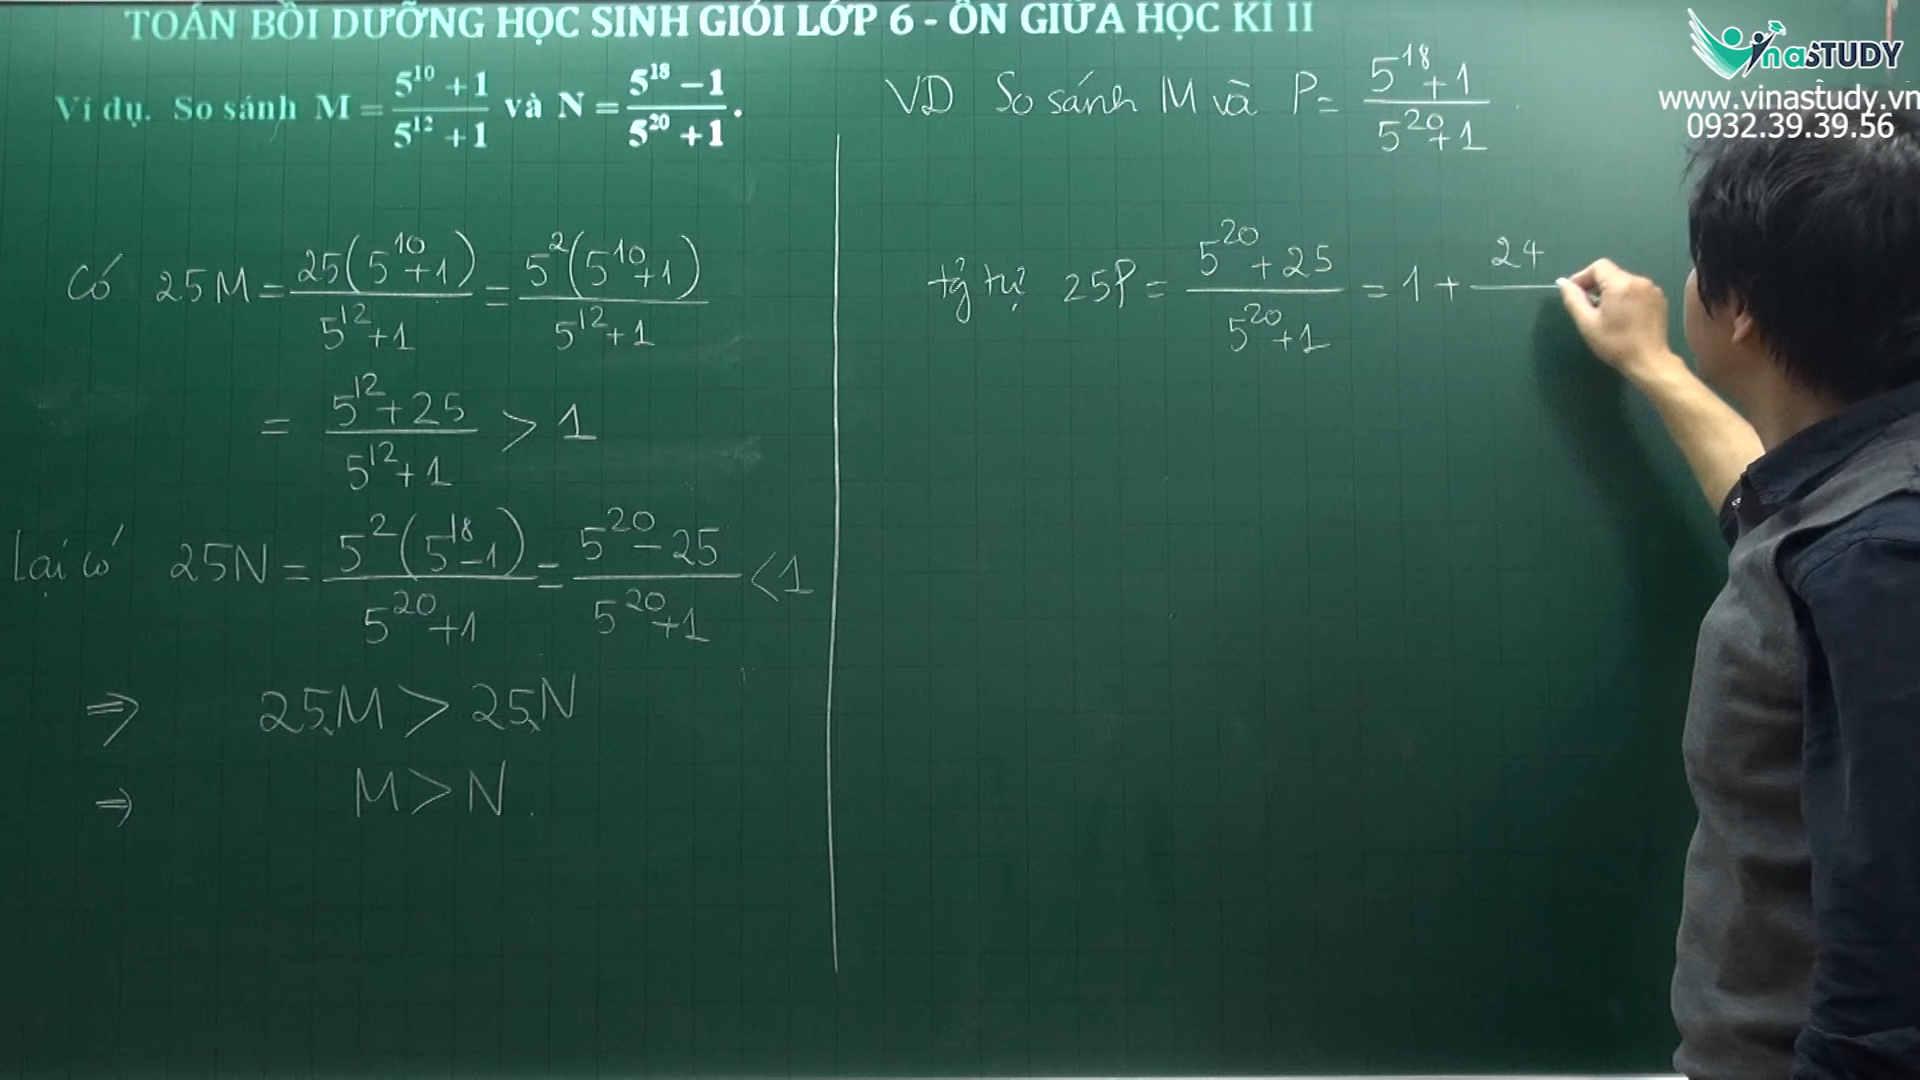 TOÁN BỒI DƯỠNG HỌC SINH GIỎI LỚP 6 - ÔN GIỮA HỌC KÌ II
Ví dụ. So sánh M = (5^10 + 1)/(5^12 + 1) và N = (5^18 − 1)/(5^20 + 1).
Có 25M = 25(5^10+1)/(5^12+1) = 5^2(5^10+1)/(5^12+1)
= (5^12+25)/(5^12+1) > 1
Lại có 25N = 5^2(5^18−1)/(5^20+1) = (5^20−25)/(5^20+1) < 1
⇒ 25.M > 25.N
⇒ M > N.
VD So sánh M và P = (5^18+1)/(5^20+1).
25P = (5^20+25)/(5^20+1) = 1 + 24
VinaSTUDY
www.vinastudy.vn
0932.39.39.56